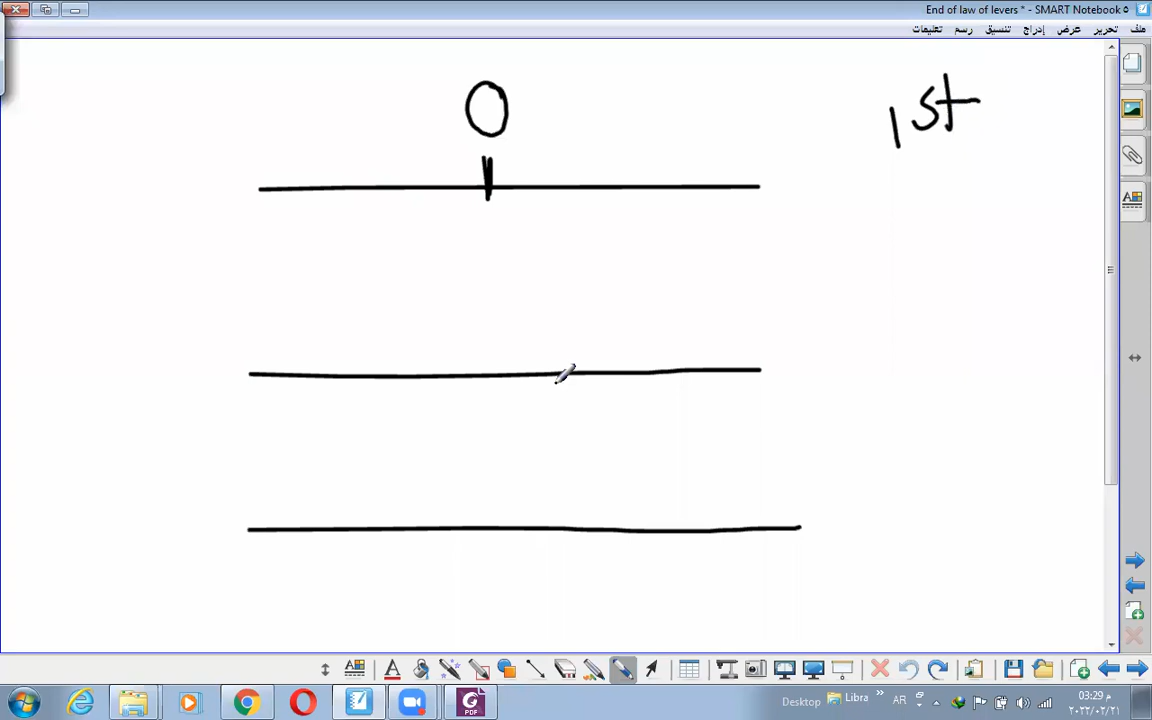 End of law of levers * - SMART Notebook
ملف تحرير عرض إدراج تنسيق رسم تعليمات
O
1st
Desktop
Libra
»
AR
م 03:29
٢٠٢٢/٠٢/٢١
PDF